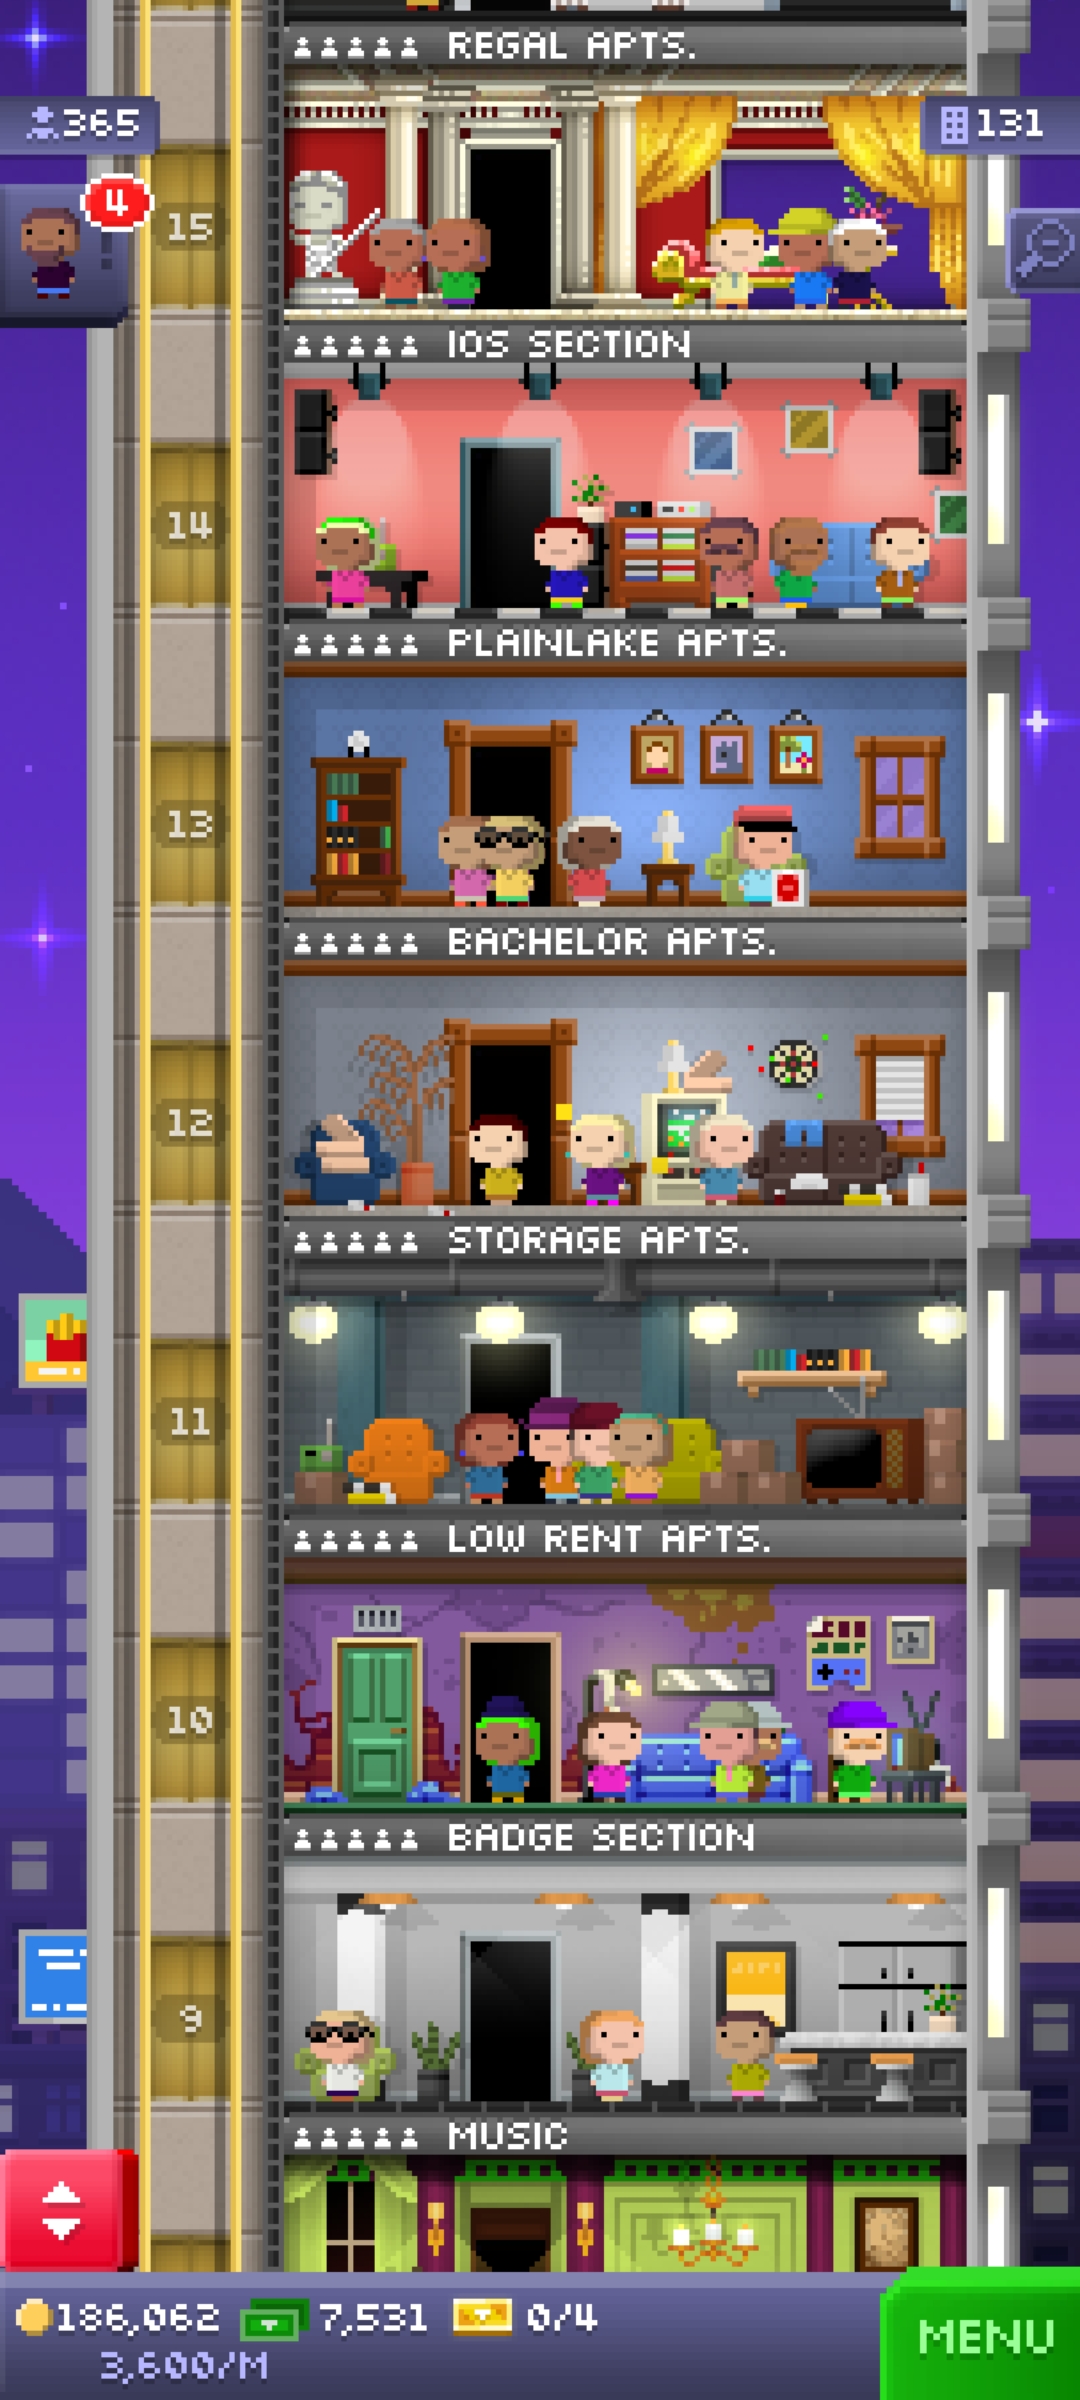 REGAL APTS.
365
131
4
15
IOS SECTION
14
PLAINLAKE APTS.
13
BACHELOR APTS.
12
STORAGE APTS.
11
LOW RENT APTS.
10
BADGE SECTION
9
MUSIC
186,062 7,531 0/4
3,600/M
MENU